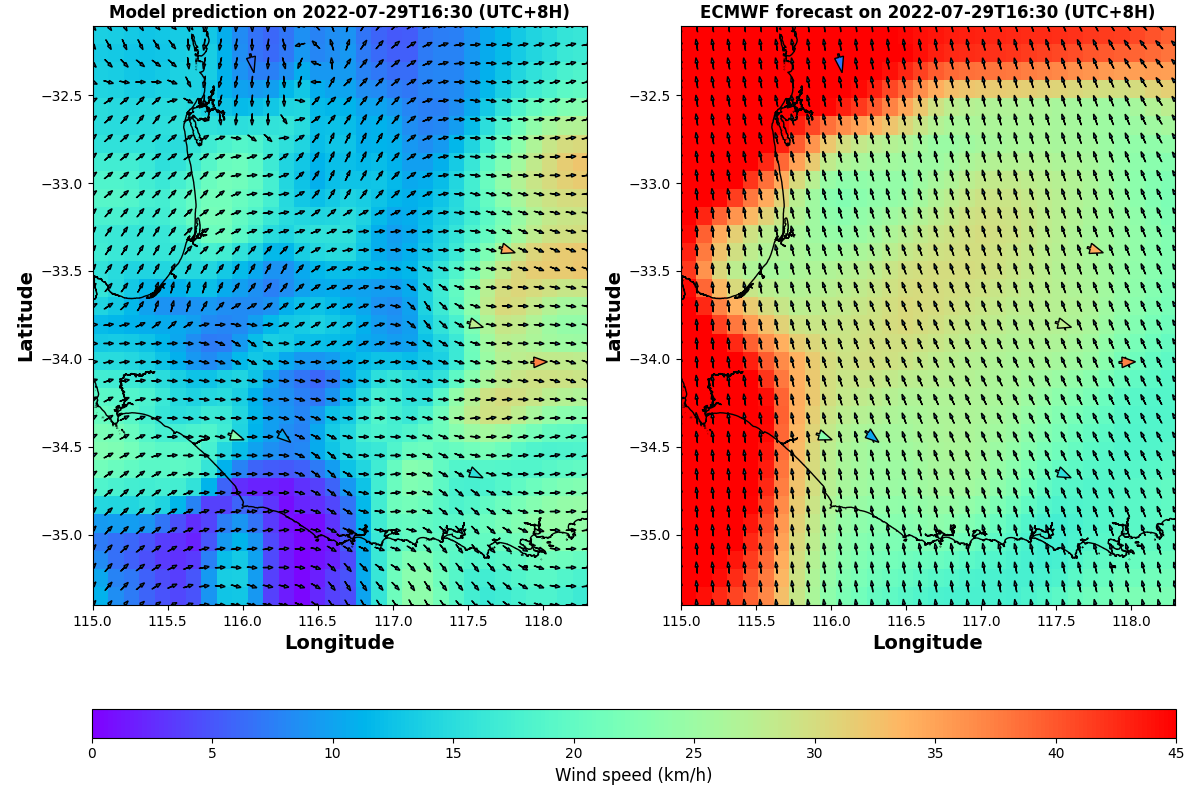 Model prediction on 2022-07-29T16:30 (UTC+8H)
ECMWF forecast on 2022-07-29T16:30 (UTC+8H)
Latitude
−32.5
−33.0
−33.5
−34.0
−34.5
−35.0
115.0 115.5 116.0 116.5 117.0 117.5 118.0
Longitude
Latitude
−32.5
−33.0
−33.5
−34.0
−34.5
−35.0
115.0 115.5 116.0 116.5 117.0 117.5 118.0
Longitude
0 5 10 15 20 25 30 35 40 45
Wind speed (km/h)